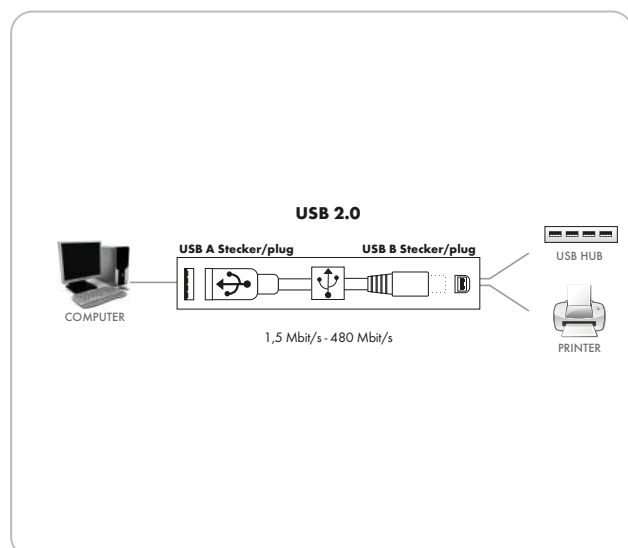 USB 2.0
USB A Stecker/plug
USB B Stecker/plug
COMPUTER
USB HUB
PRINTER
1,5 Mbit/s - 480 Mbit/s